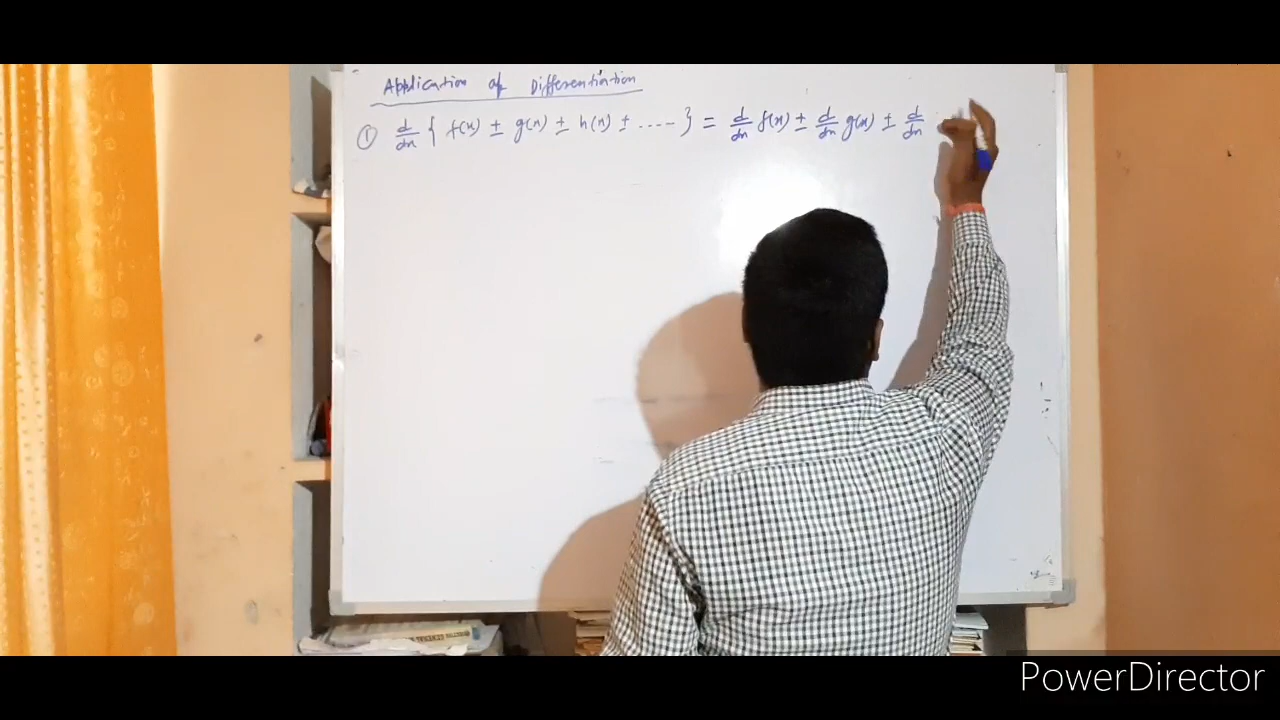 Application of Differentiation
① d/dx { f(x) ± g(x) ± h(x) ± ..... } = d/dx f(x) ± d/dx g(x) ± d/dx
PowerDirector